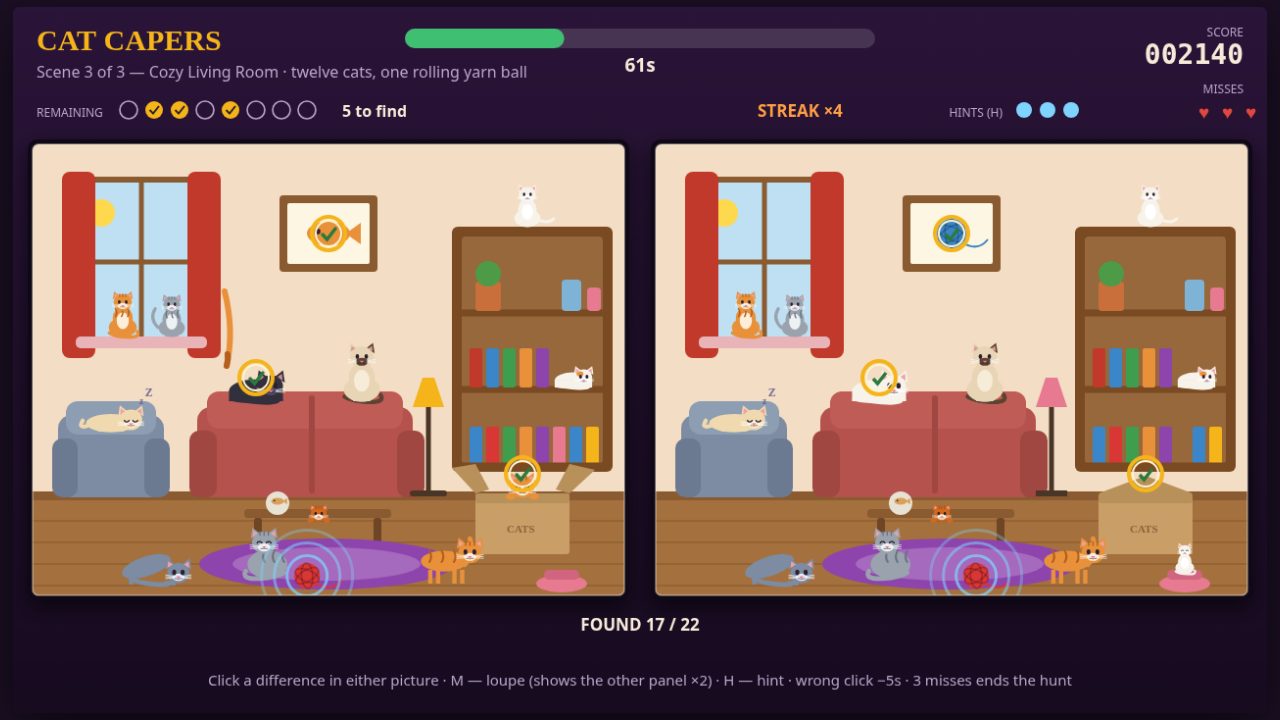 CAT CAPERS
Scene 3 of 3 — Cozy Living Room · twelve cats, one rolling yarn ball
61s
SCORE
002140
MISSES
REMAINING
5 to find
STREAK ×4
HINTS (H)
Z
z
CATS
Z
z
CATS
FOUND 17 / 22
Click a difference in either picture · M — loupe (shows the other panel ×2) · H — hint · wrong click −5s · 3 misses ends the hunt